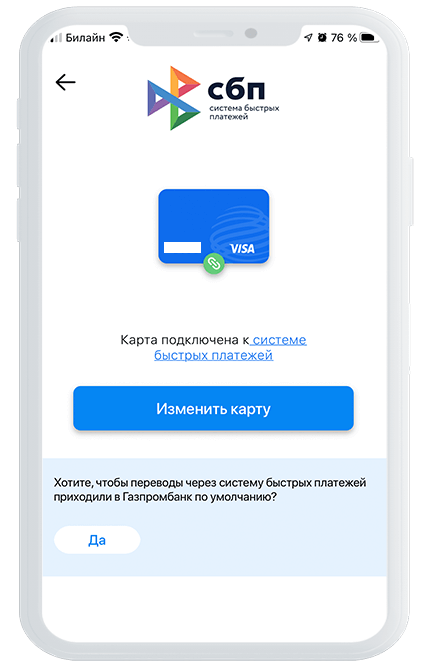 Билайн
76 %
сбп
система быстрых
платежей
VISA
Карта подключена к системе
быстрых платежей
Изменить карту
Хотите, чтобы переводы через систему быстрых платежей
приходили в Газпромбанк по умолчанию?
Да